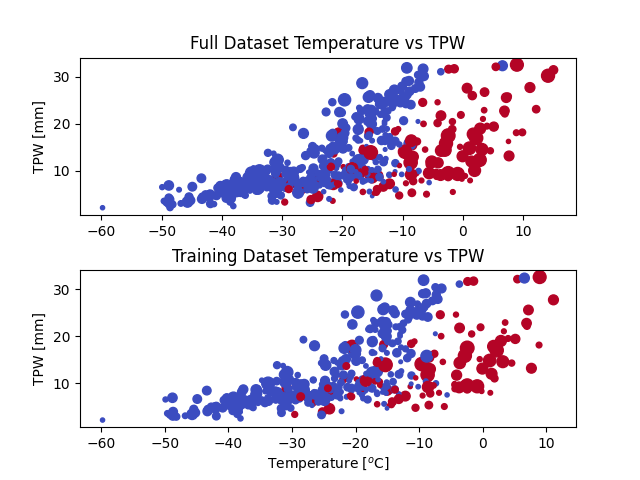 Full Dataset Temperature vs TPW
30
20
10
TPW [mm]
−60 −50 −40 −30 −20 −10 0 10
Training Dataset Temperature vs TPW
30
20
10
TPW [mm]
−60 −50 −40 −30 −20 −10 0 10
Temperature [°C]